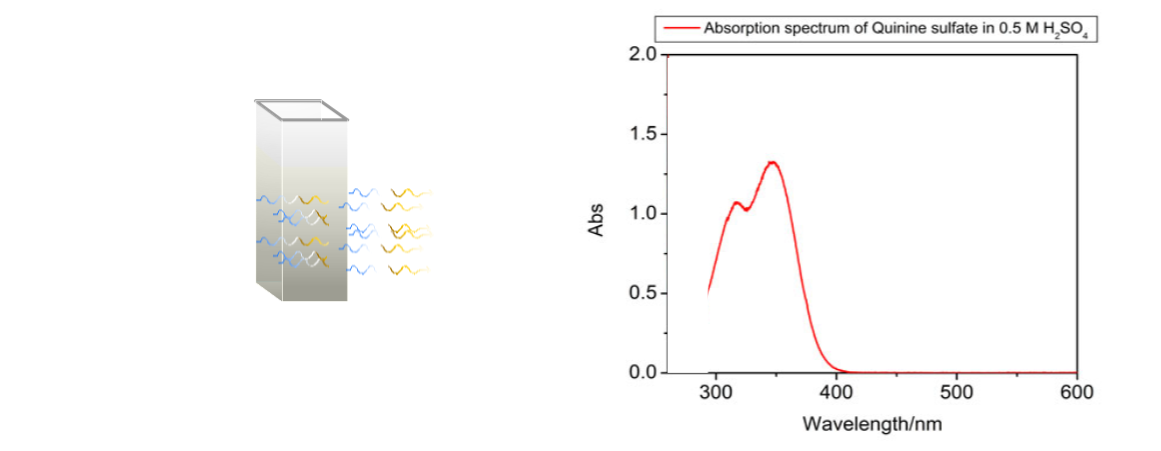 Absorption spectrum of Quinine sulfate in 0.5 M H₂SO₄
2.0
1.5
1.0
0.5
0.0
Abs
300 400 500 600
Wavelength/nm